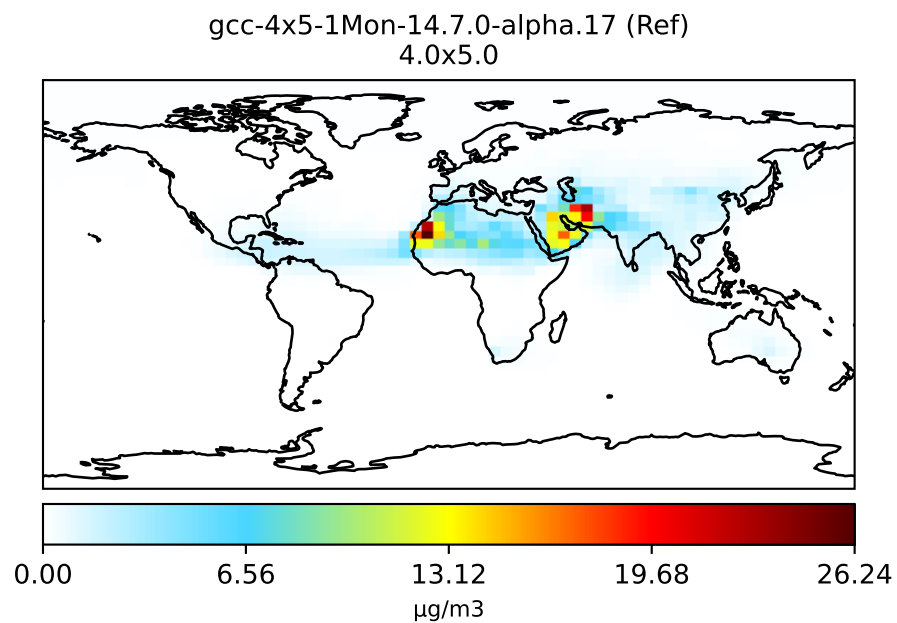 gcc-4x5-1Mon-14.7.0-alpha.17 (Ref)
4.0x5.0
0.00 6.56 13.12 19.68 26.24
μg/m3